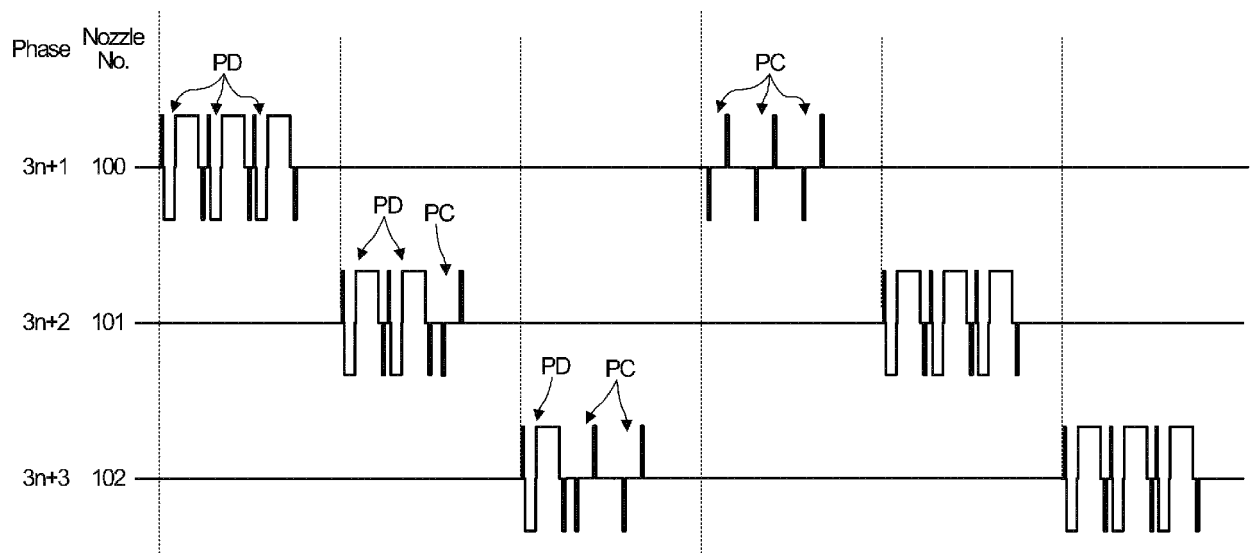 Phase Nozzle No.
PD
PC
3n+1 100
PD
PC
3n+2 101
PD
PC
3n+3 102